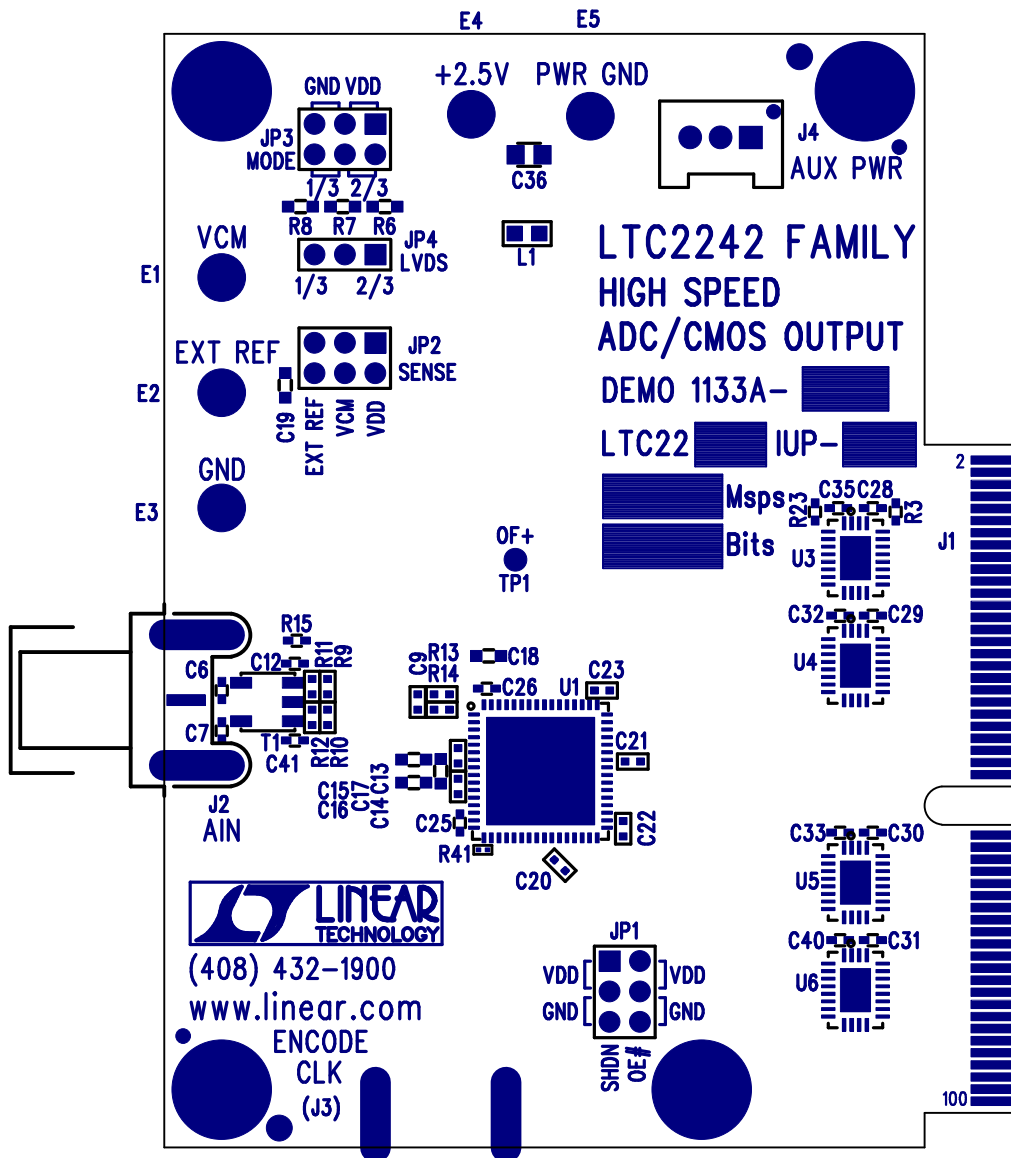 E4
E5
+2.5V
PWR GND
GND VDD
JP3
MODE
1/3 2/3
C36
J4
AUX PWR
R8 R7 R6
VCM
JP4
LVDS
1/3 2/3
L1
E1
LTC2242 FAMILY
HIGH SPEED
ADC/CMOS OUTPUT
EXT REF
JP2
SENSE
E2
C19
EXT REF
VCM
VDD
DEMO 1133A-
LTC22 IUP-
GND
E3
Msps
Bits
2
C35 C28
R23
R3
J1
U3
OF+
TP1
C32 C29
U4
R15
C6
C12
R11
R9
C9
R13
R14
C18
C26
U1
C23
C7
T1
C41
R12
R10
C21
J2
AIN
C15
C16
C17
C14
C13
C25
R41
C22
C20
C33 C30
U5
C40 C31
U6
LINEAR
TECHNOLOGY
(408) 432-1900
www.linear.com
ENCODE
CLK
(J3)
JP1
VDD VDD
GND GND
SHDN
OE#
100